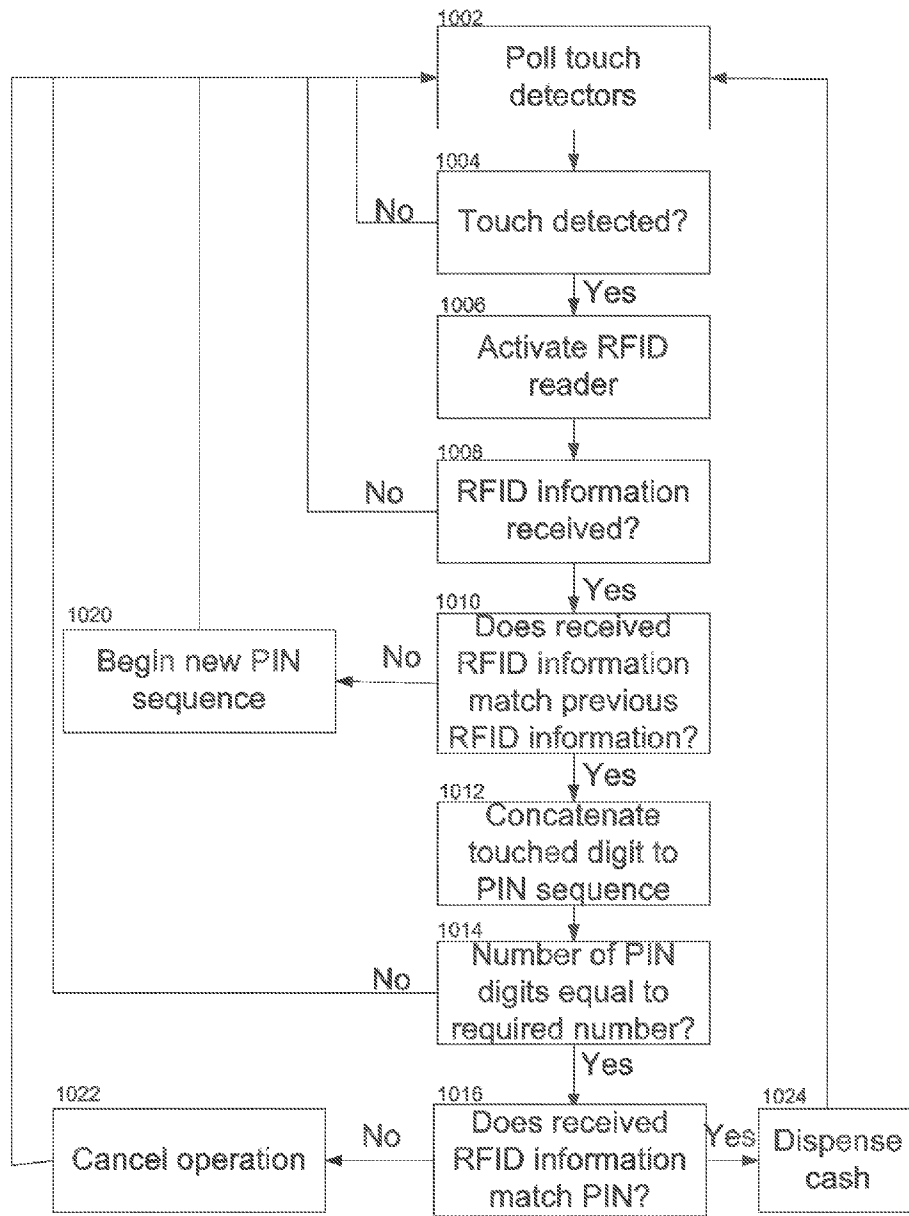 1002
Poll touch
detectors
1004
No
Touch detected?
Yes
1006
Activate RFID
reader
1008
No
RFID information
received?
Yes
1010
1020
Does received
RFID information
match previous
RFID information?
No
Begin new PIN
sequence
Yes
1012
Concatenate
touched digit to
PIN sequence
1014
No
Number of PIN
digits equal to
required number?
Yes
1022
1016
1024
Cancel operation
No
Does received
RFID information
match PIN?
Yes
Dispense
cash